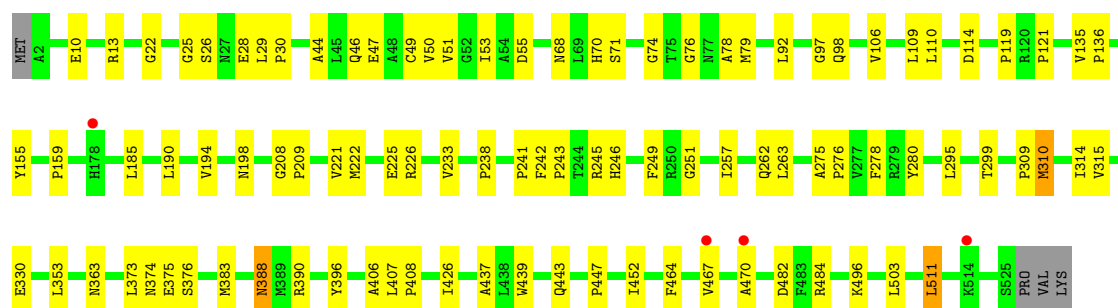 MET A2 E10 R13 G22 G25 S26 N27 E28 L29 P30 A44 L45 Q46 E47 A48 C49 V50 V51 G52 I53 A54 D55 N68 L69 H70 S71 G74 T75 G76 N77 A78 M79 L92 G97 Q98 V106 L109 L110 D114 P119 R120 P121 V135 P136
Y155 P159 H178 L185 L190 V194 N198 G208 P209 V221 M222 E225 R226 V233 P238 P241 F242 P243 T244 R245 H246 F249 R250 G251 I257 Q262 L263 A275 P276 V277 F278 R279 Y280 L295 T299 P309 M310 I314 V315
E330 L353 N363 L373 N374 E375 S376 M383 N388 M389 R390 Y396 A406 L407 P408 I426 A437 L438 W439 Q443 P447 I452 F464 V467 A470 D482 F483 R484 K496 L503 L511 K514 S525 PRO VAL LYS